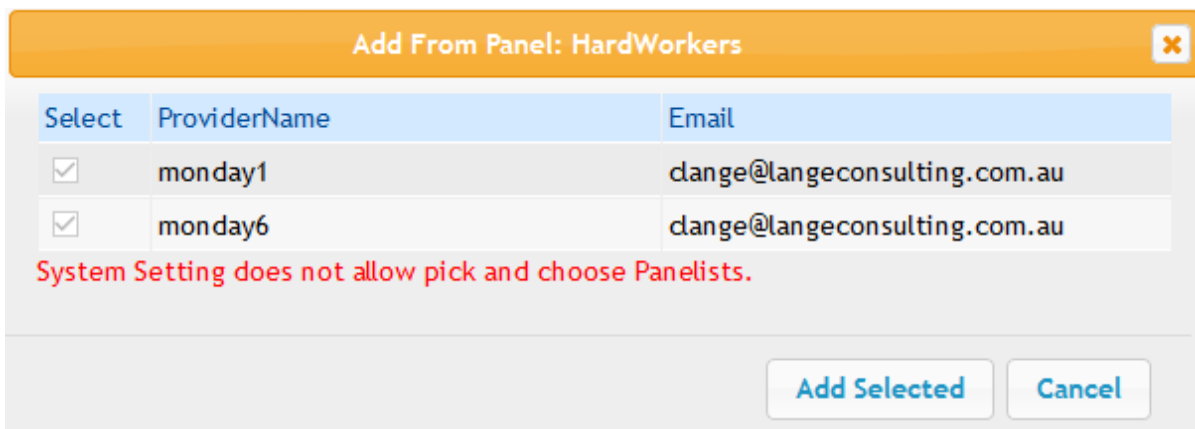 Add From Panel: HardWorkers
Select ProviderName Email
monday1 clange@langeconsulting.com.au
monday6 clange@langeconsulting.com.au
System Setting does not allow pick and choose Panelists.
Add Selected Cancel